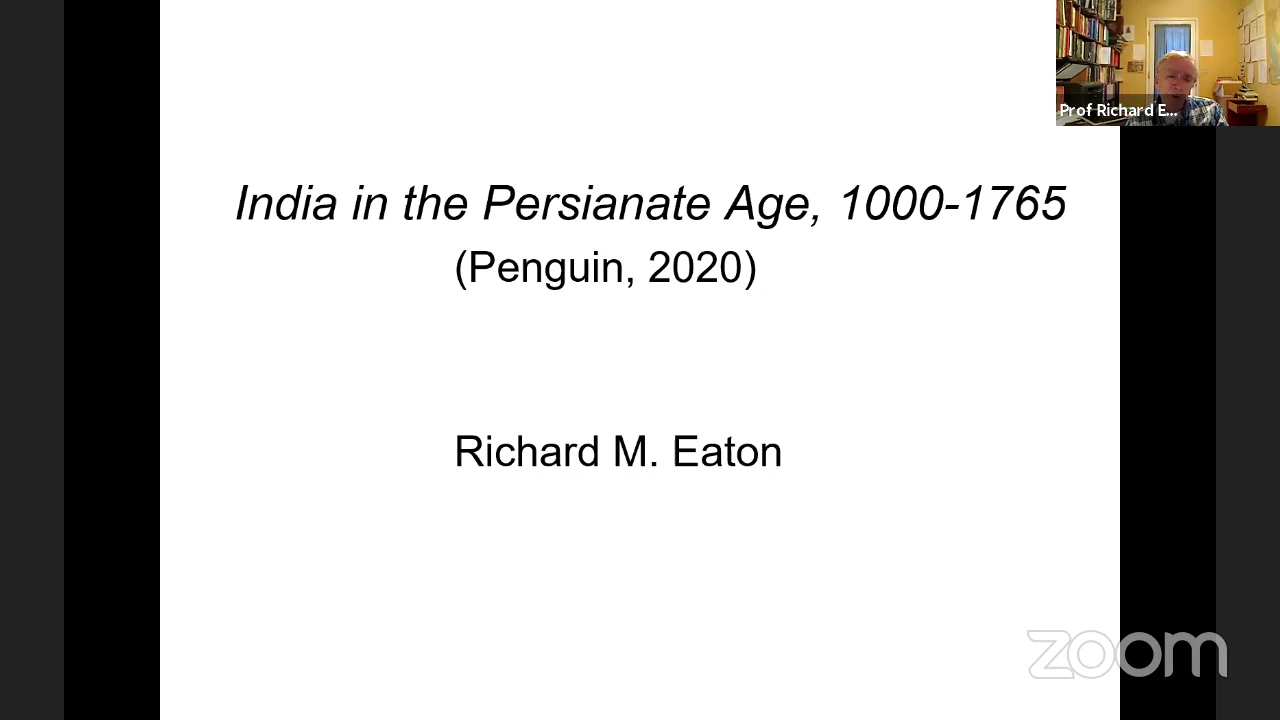 Prof Richard E...
India in the Persianate Age, 1000-1765
(Penguin, 2020)
Richard M. Eaton
zoom